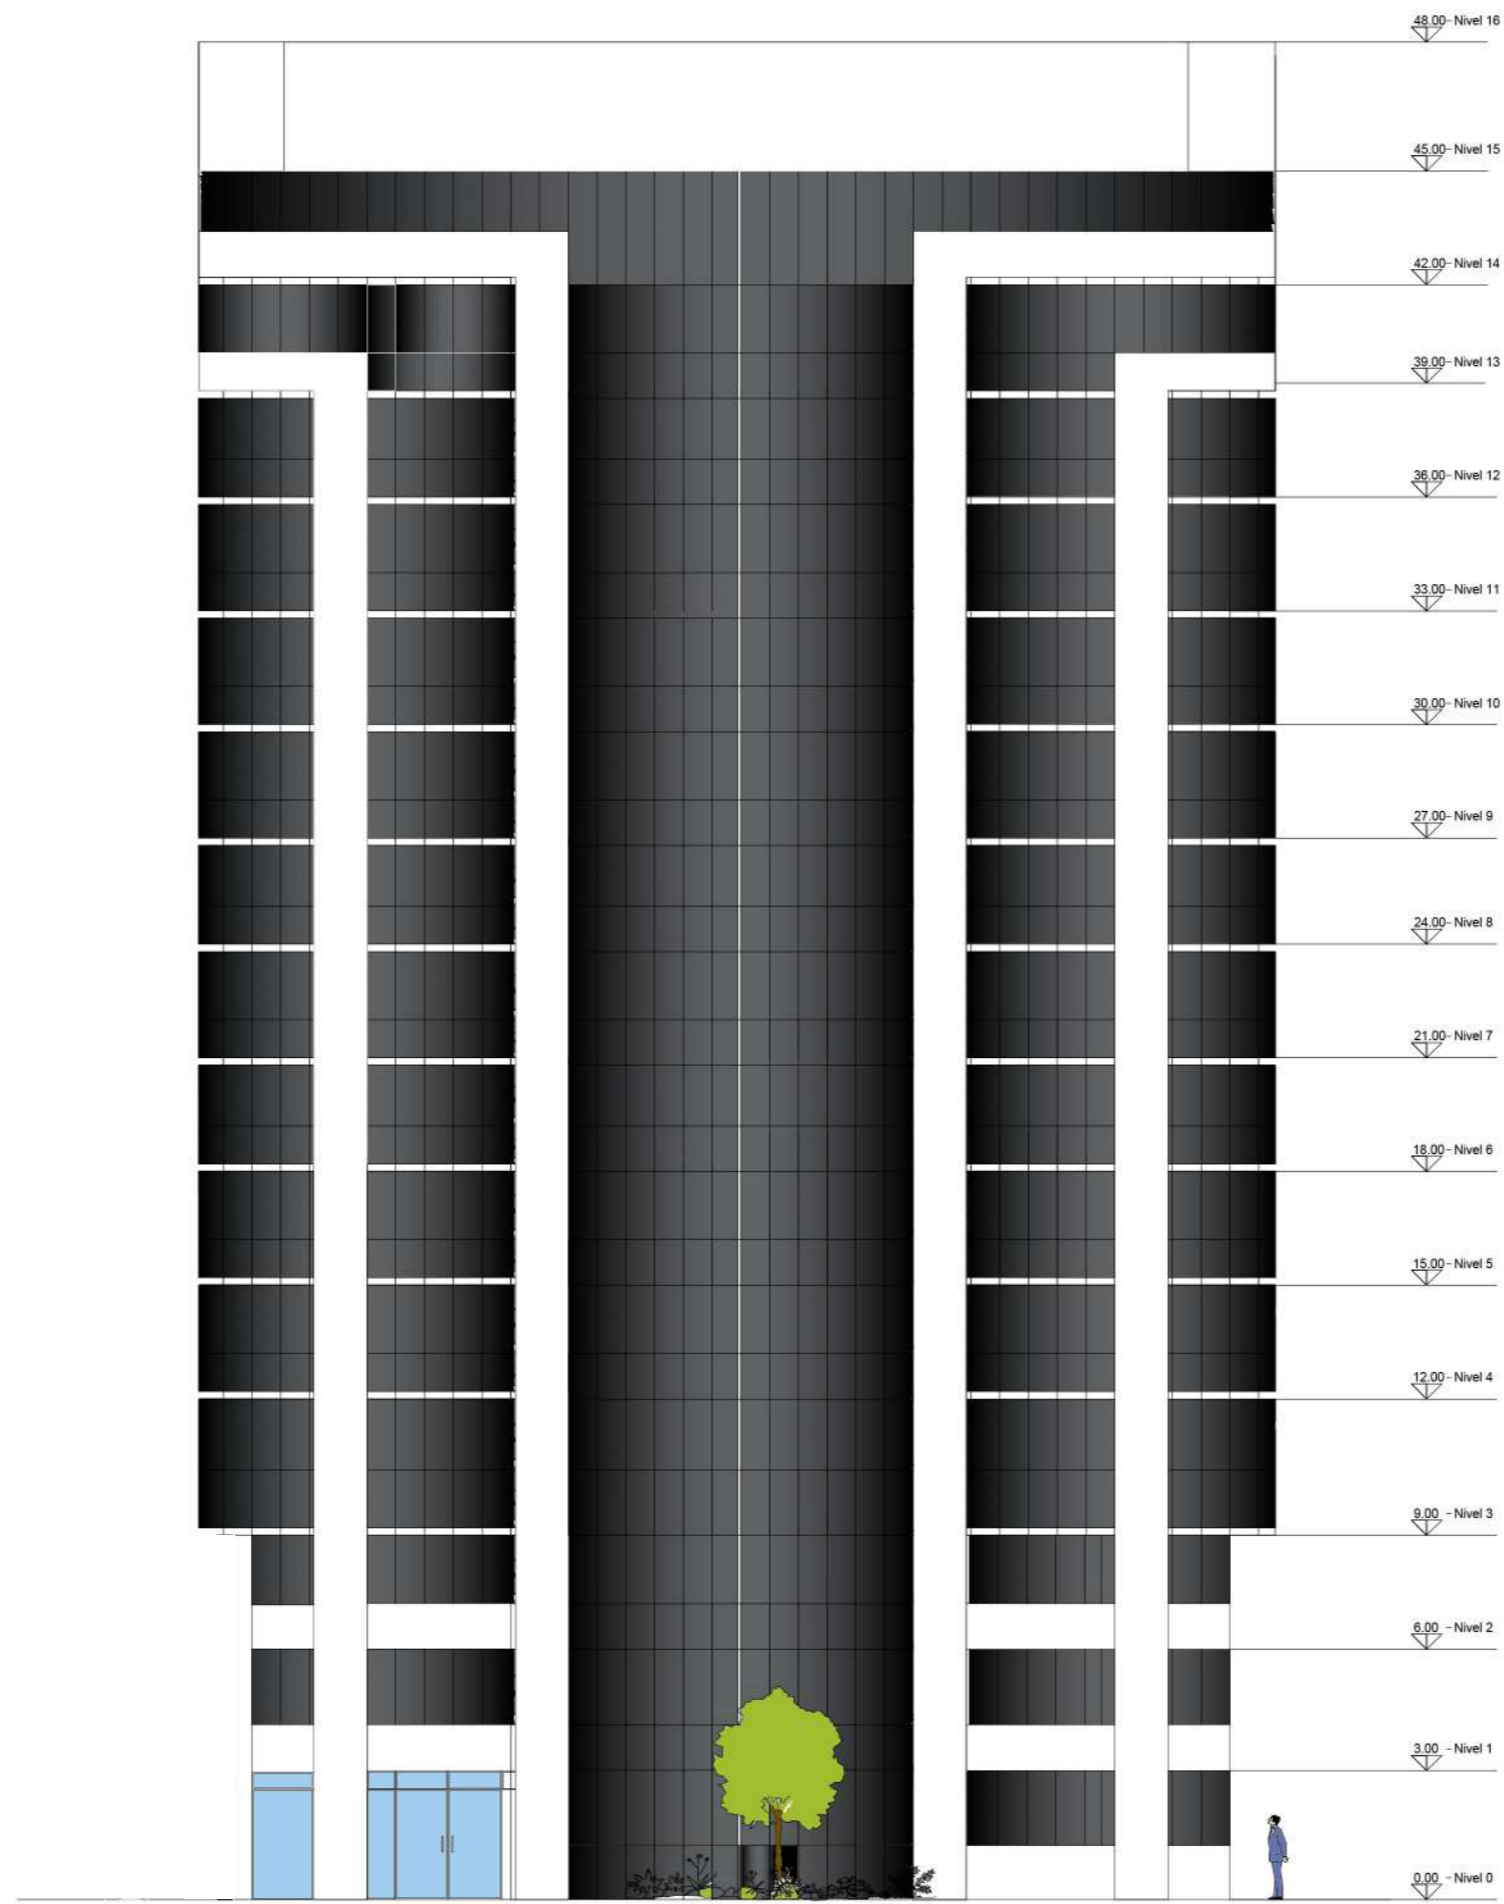 48.00- Nivel 16
45.00- Nivel 15
42.00- Nivel 14
39.00- Nivel 13
36.00- Nivel 12
33.00- Nivel 11
30.00- Nivel 10
27.00- Nivel 9
24.00- Nivel 8
21.00- Nivel 7
18.00- Nivel 6
15.00- Nivel 5
12.00- Nivel 4
9.00 - Nivel 3
6.00 - Nivel 2
3.00 - Nivel 1
0.00 - Nivel 0